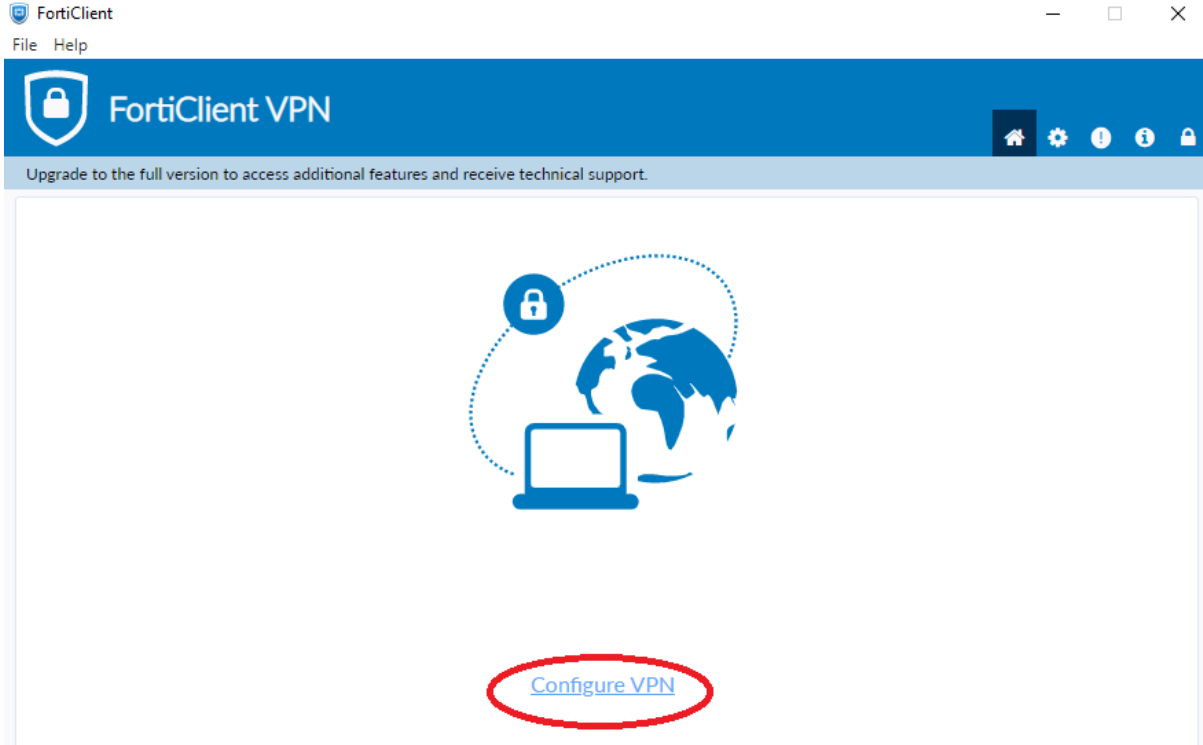 FortiClient
File Help
FortiClient VPN
Upgrade to the full version to access additional features and receive technical support.
Configure VPN